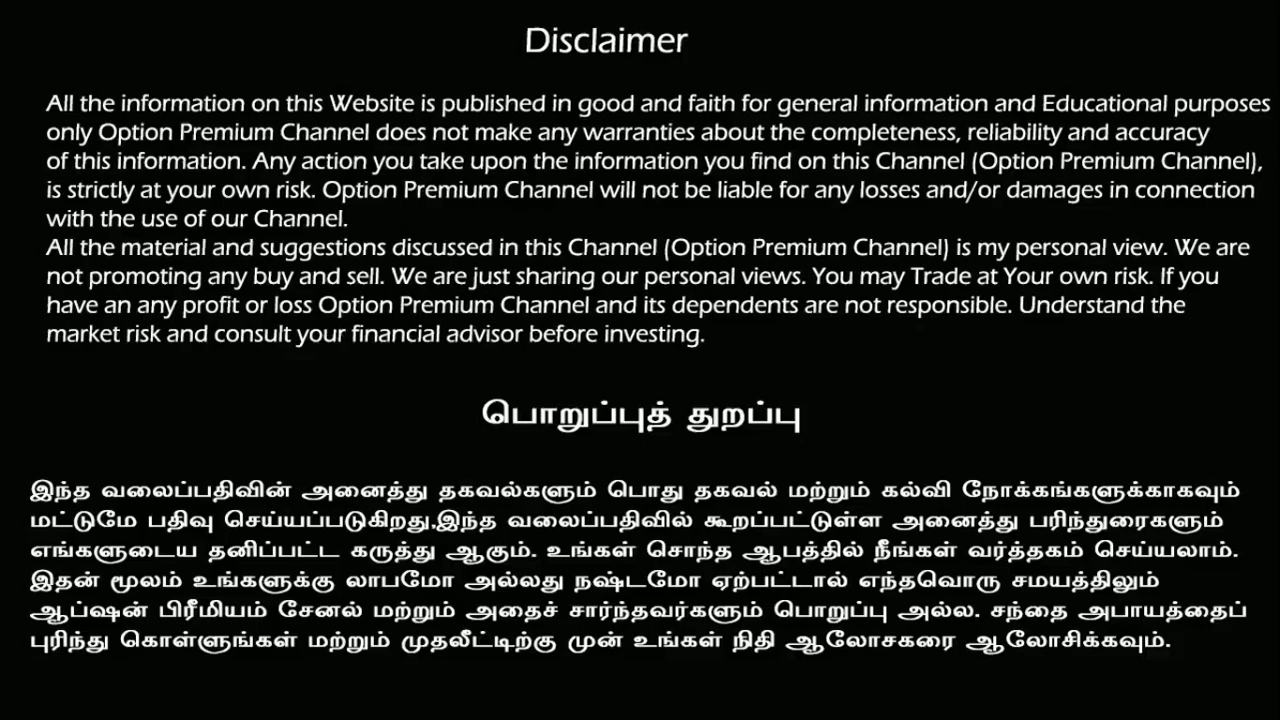 Disclaimer
All the information on this Website is published in good and faith for general information and Educational purposes
only Option Premium Channel does not make any warranties about the completeness, reliability and accuracy
of this information. Any action you take upon the information you find on this Channel (Option Premium Channel),
is strictly at your own risk. Option Premium Channel will not be liable for any losses and/or damages in connection
with the use of our Channel.
All the material and suggestions discussed in this Channel (Option Premium Channel) is my personal view. We are
not promoting any buy and sell. We are just sharing our personal views. You may Trade at Your own risk. If you
have an any profit or loss Option Premium Channel and its dependents are not responsible. Understand the
market risk and consult your financial advisor before investing.
பொறுப்புத் துறப்பு
இந்த வலைப்பதிவின் அனைத்து தகவல்களும் பொது தகவல் மற்றும் கல்வி நோக்கங்களுக்காகவும்
மட்டுமே பதிவு செய்யப்படுகிறது.இந்த வலைப்பதிவில் கூறப்பட்டுள்ள அனைத்து பரிந்துரைகளும்
எங்களுடைய தனிப்பட்ட கருத்து ஆகும். உங்கள் சொந்த ஆபத்தில் நீங்கள் வர்த்தகம் செய்யலாம்.
இதன் மூலம் உங்களுக்கு லாபமோ அல்லது நஷ்டமோ ஏற்பட்டால் எந்தவொரு சமயத்திலும்
ஆப்ஷன் பிரீமியம் சேனல் மற்றும் அதைச் சார்ந்தவர்களும் பொறுப்பு அல்ல. சந்தை அபாயத்தைப்
புரிந்து கொள்ளுங்கள் மற்றும் முதலீட்டிற்கு முன் உங்கள் நிதி ஆலோசகரை ஆலோசிக்கவும்.